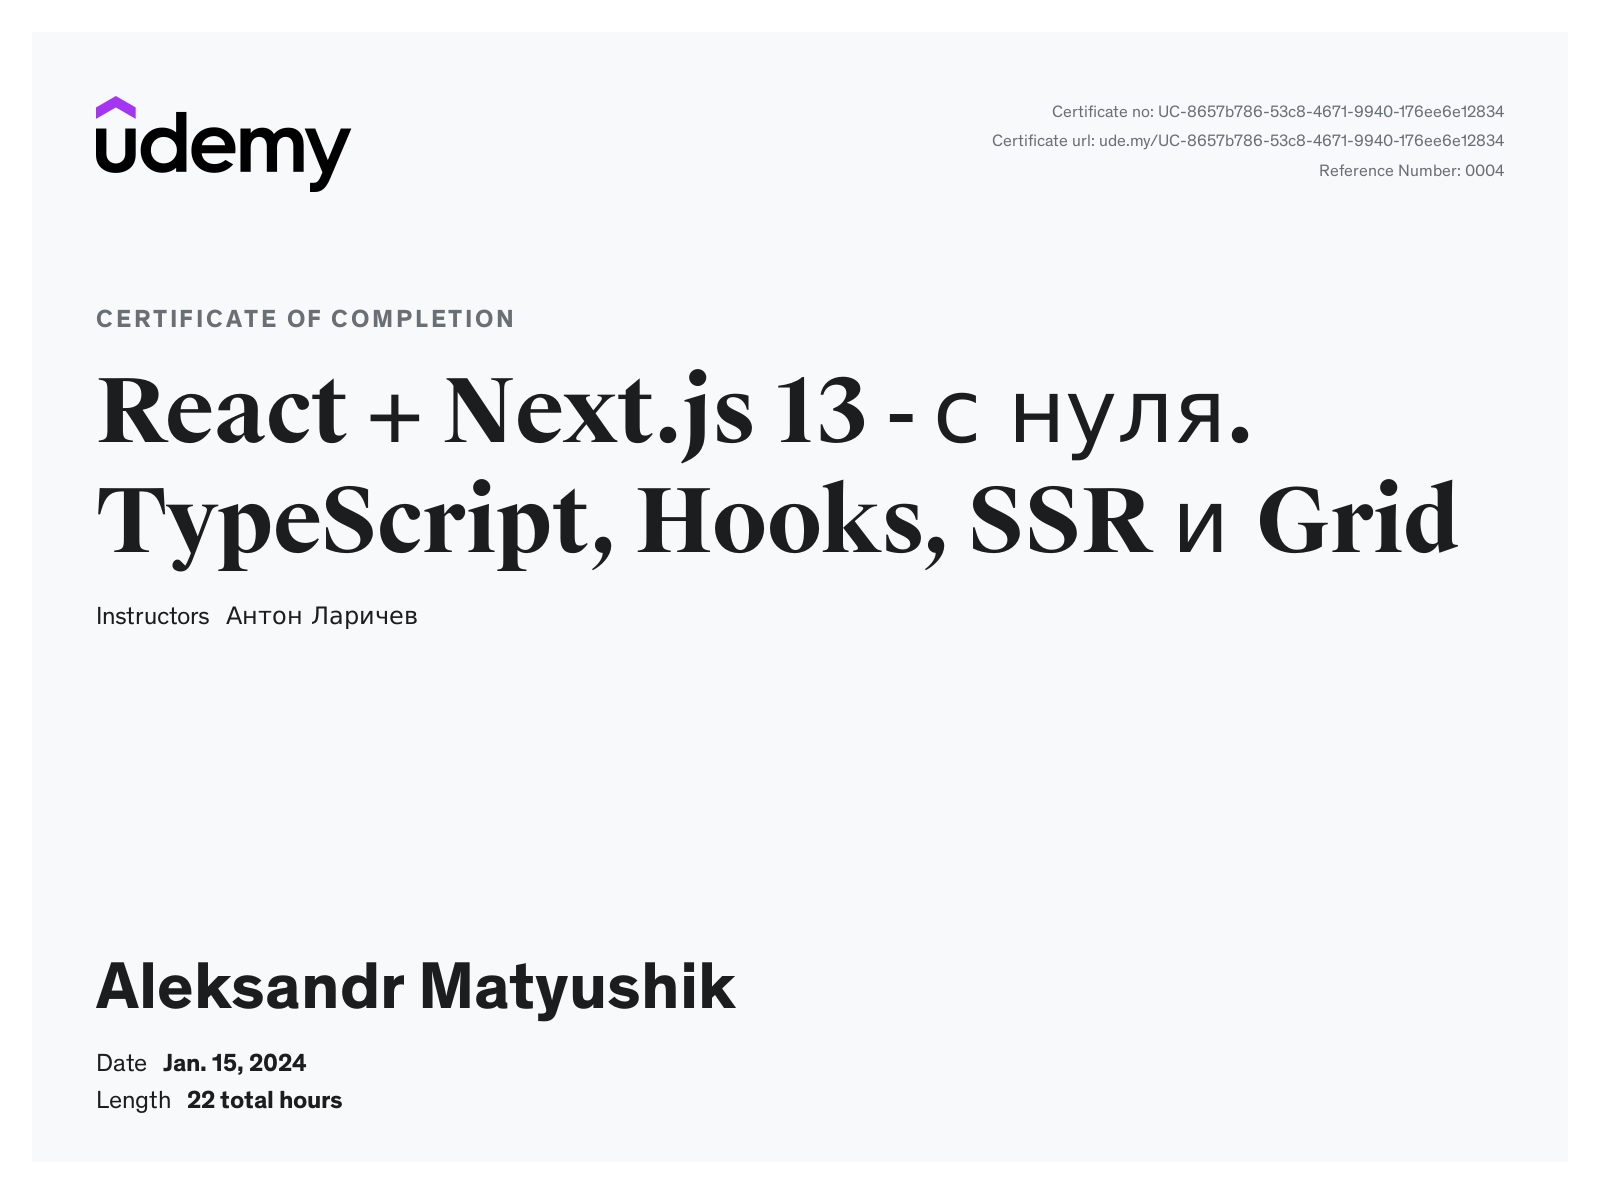 udemy
Certificate no: UC-8657b786-53c8-4671-9940-176ee6e12834
Certificate url: ude.my/UC-8657b786-53c8-4671-9940-176ee6e12834
Reference Number: 0004
CERTIFICATE OF COMPLETION
React + Next.js 13 - с нуля.
TypeScript, Hooks, SSR и Grid
Instructors Антон Ларичев
Aleksandr Matyushik
Date Jan. 15, 2024
Length 22 total hours